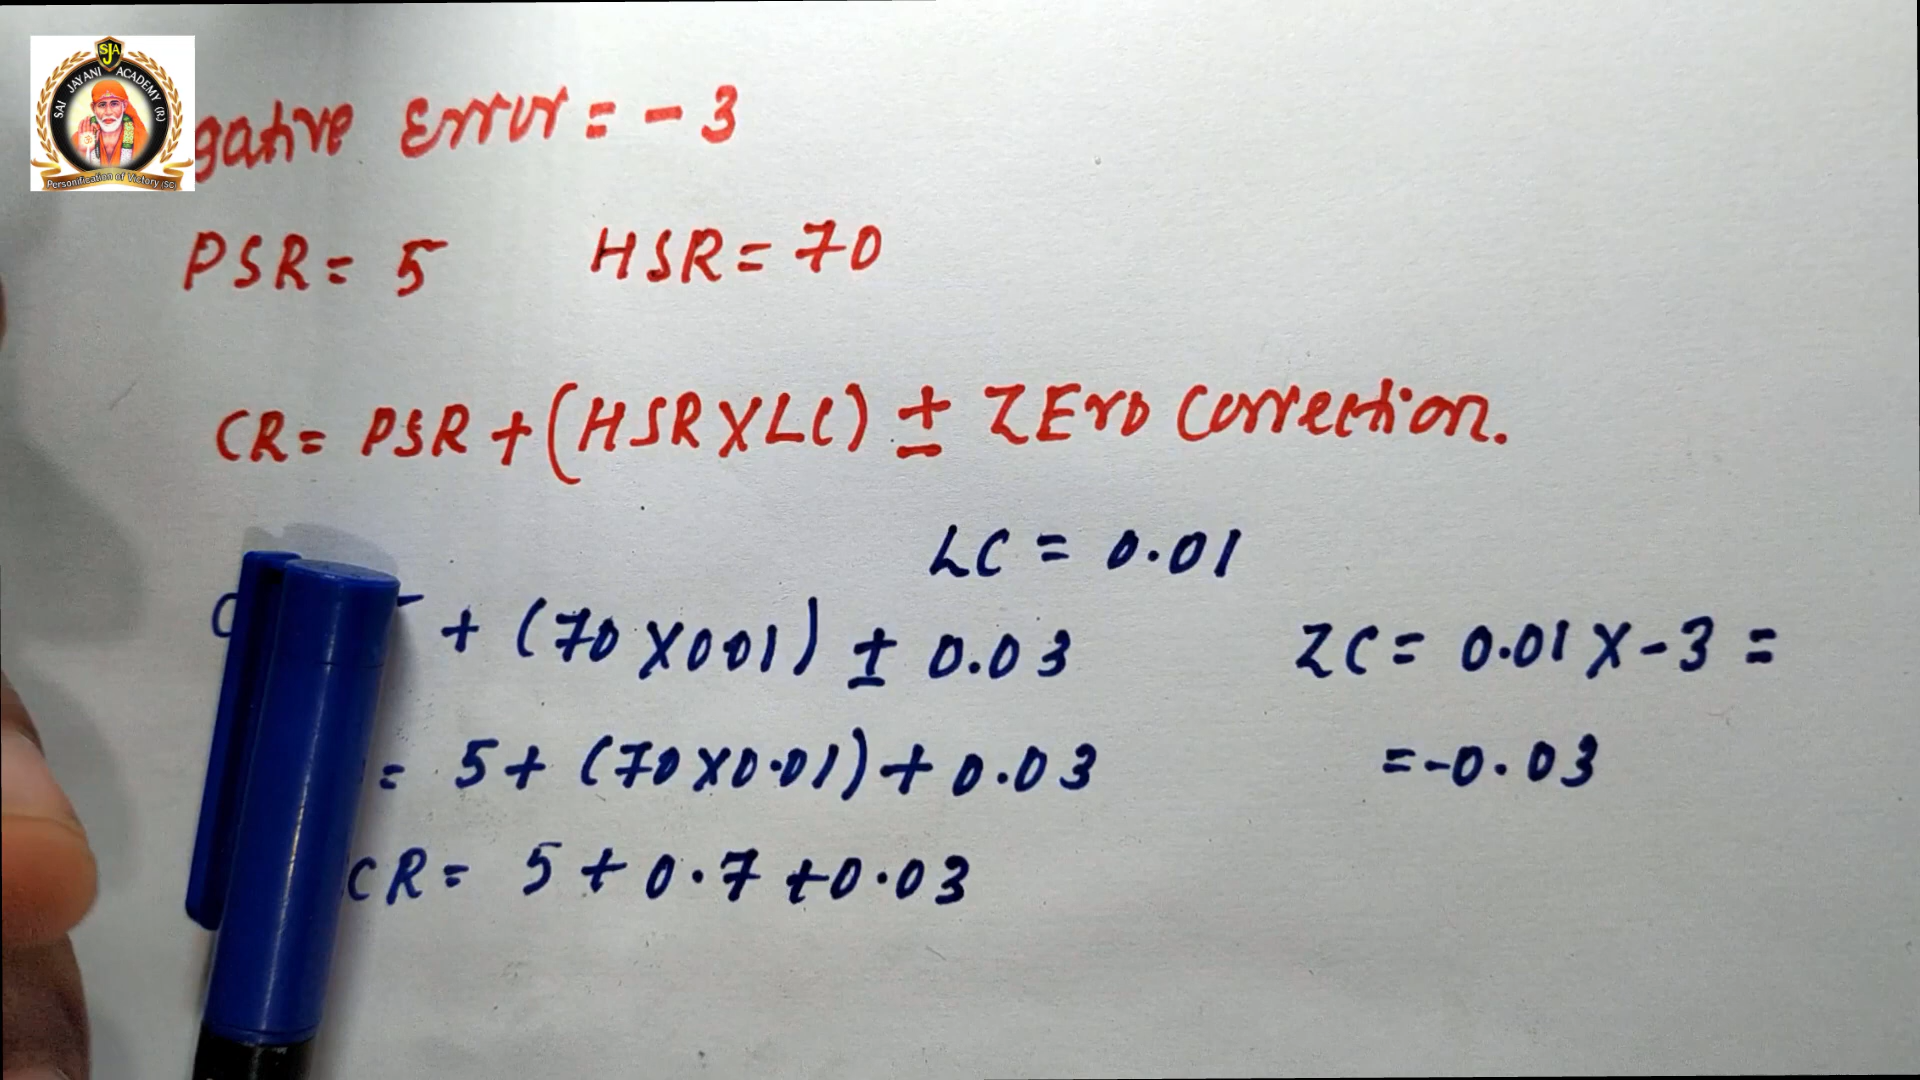 SJA
SAI JAYANI ACADEMY (R)
Personification of Victory (SC)
gative Error = - 3
PSR = 5 HSR = 70
CR = PSR + (HSR X LC) ± ZEro Correction.
LC = 0.01
+ (70 X 001) ± 0.03
ZC = 0.01 X - 3 =
= 5 + (70 X 0.01) + 0.03
= -0.03
CR = 5 + 0.7 + 0.03